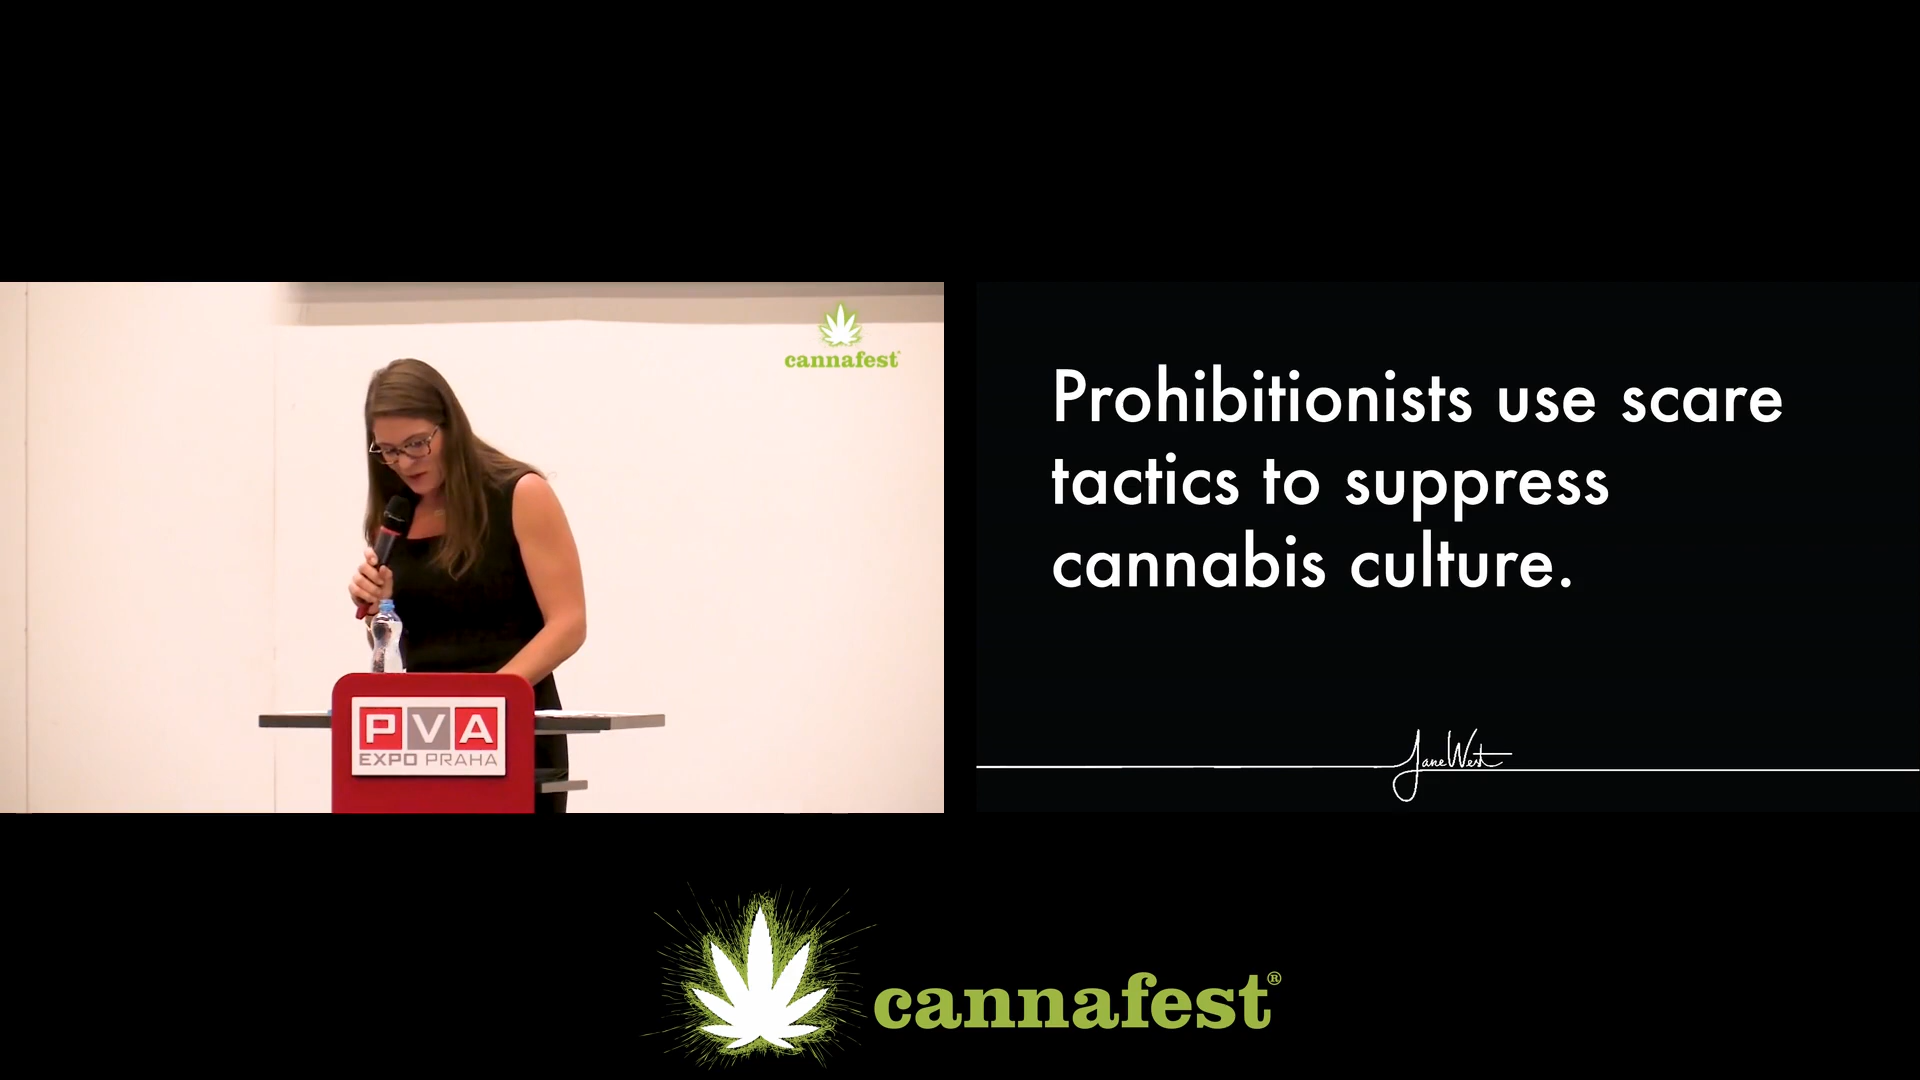 cannafest®
PVA
EXPO PRAHA
Prohibitionists use scare
tactics to suppress
cannabis culture.
Jane West
cannafest®